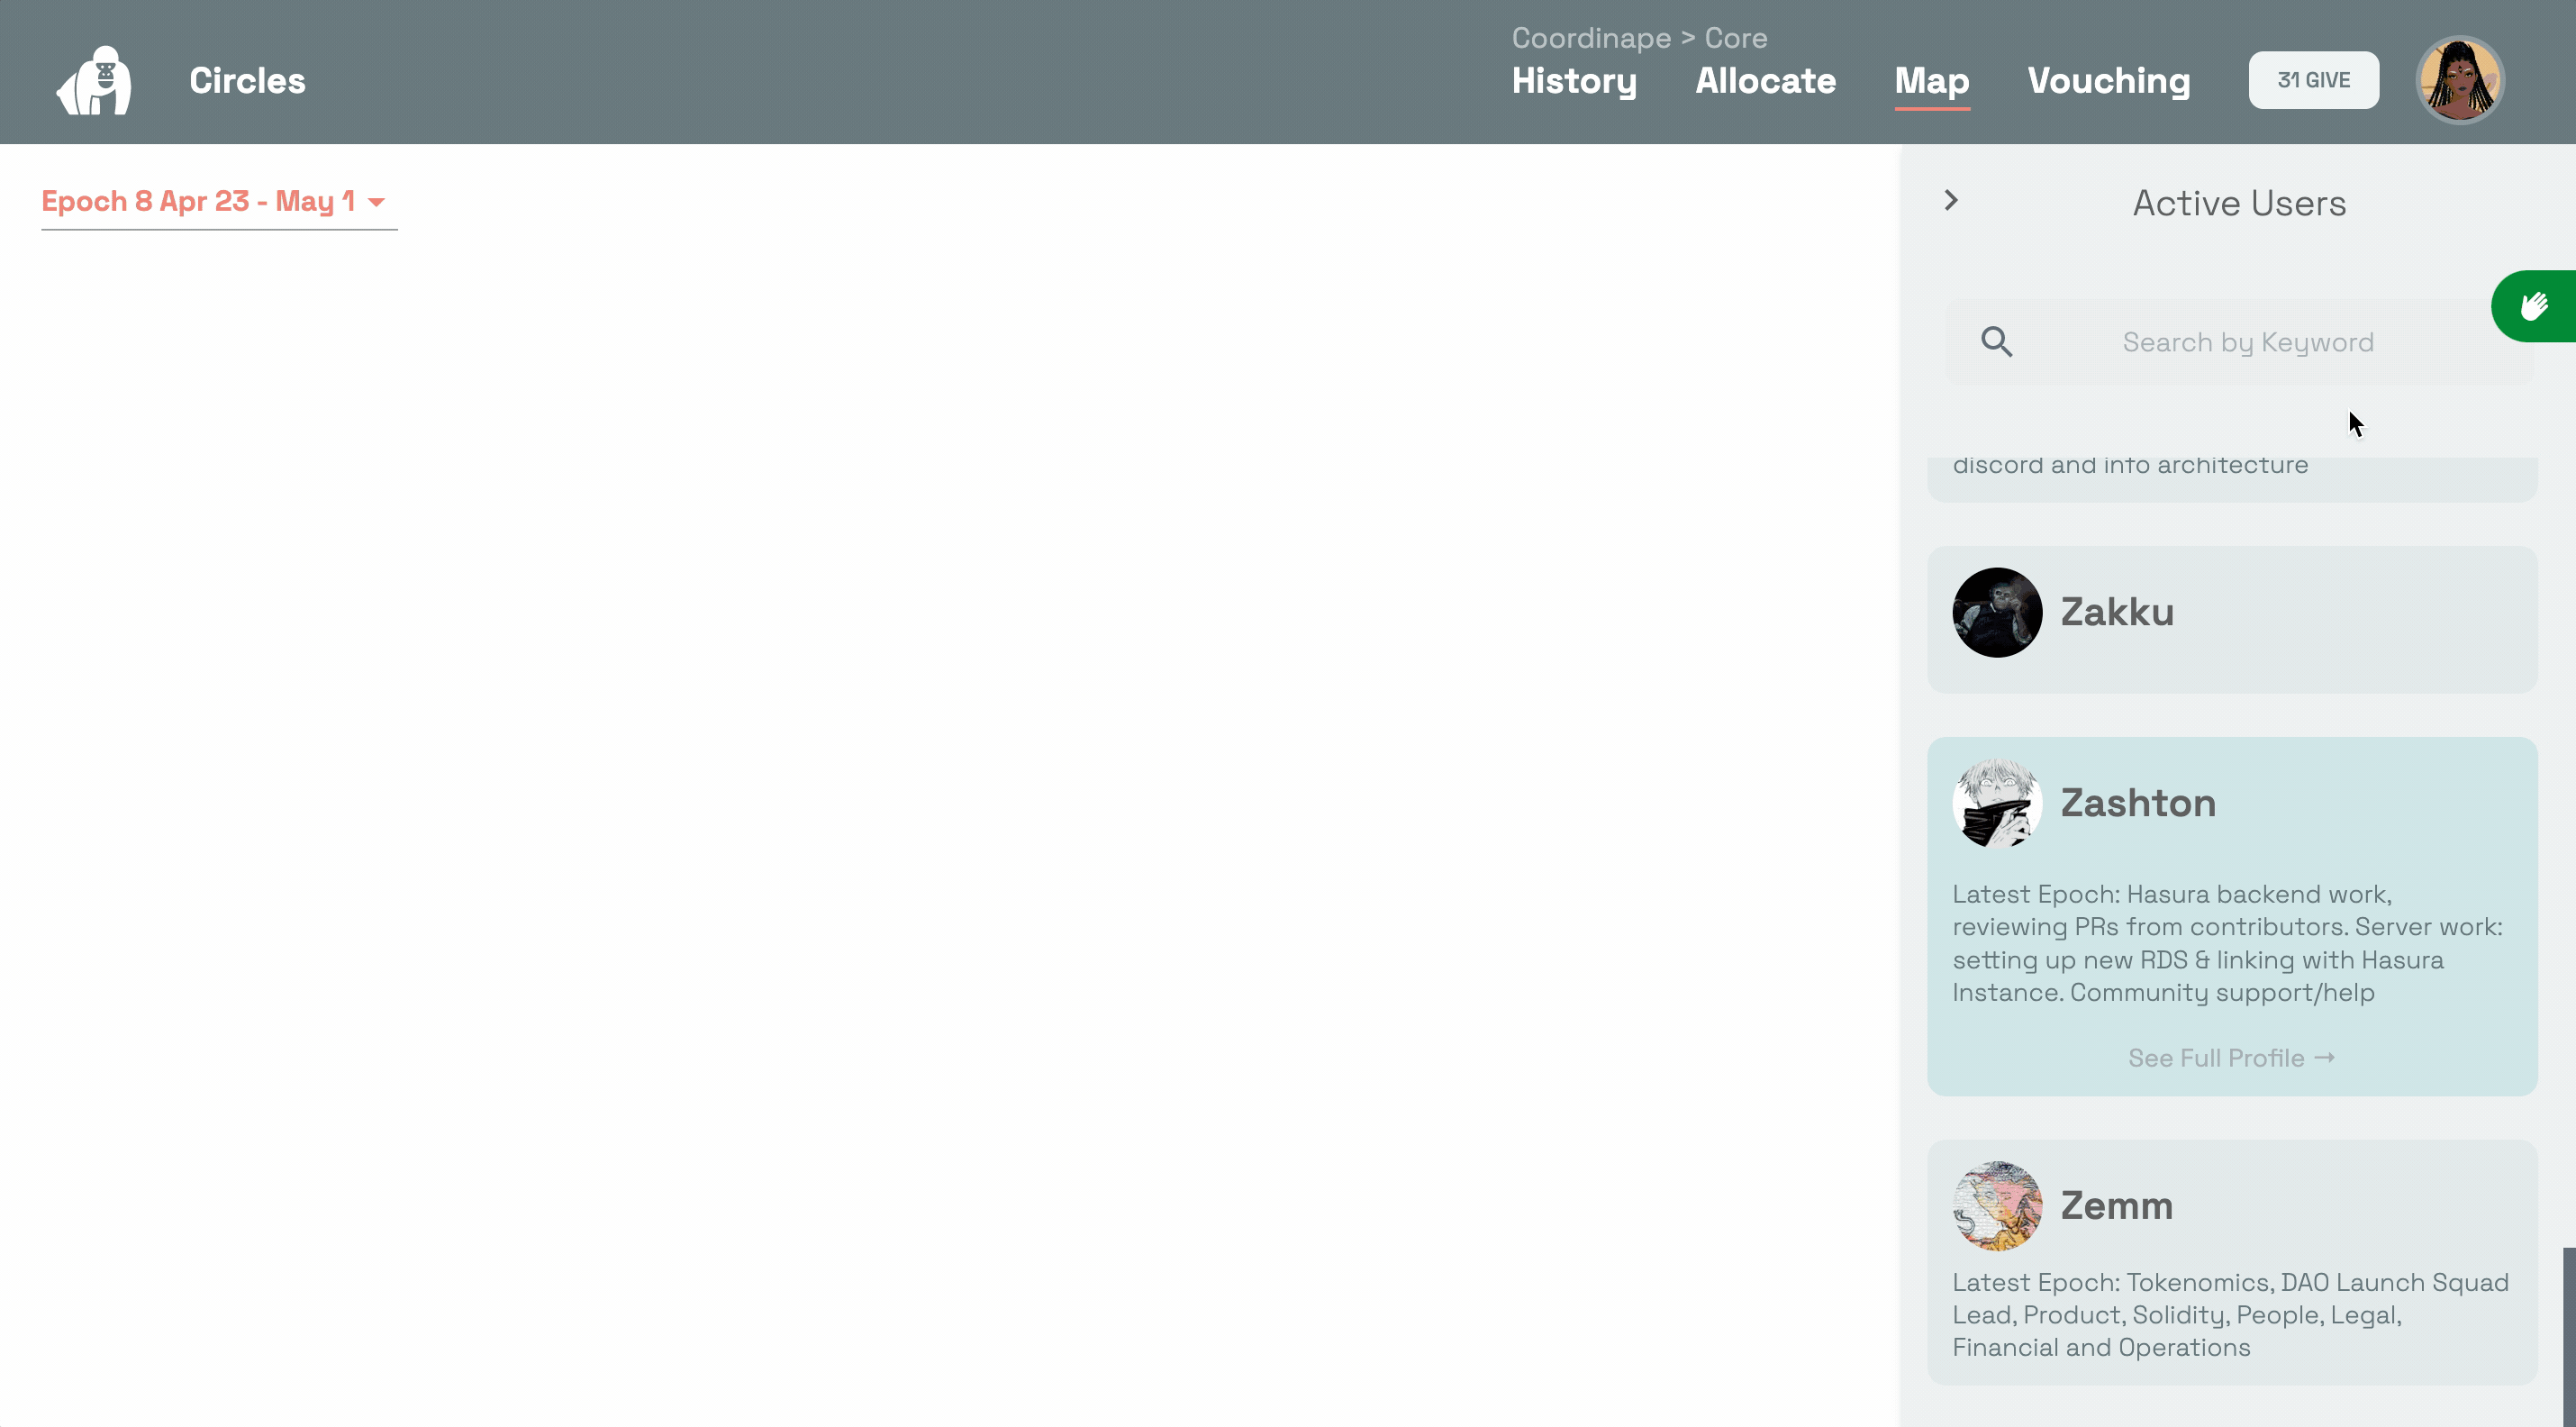 Circles
Coordinape > Core
History Allocate Map Vouching
31 GIVE
Epoch 8 Apr 23 - May 1
Active Users
Search by Keyword
discord and info architecture
Zakku
Zashton
Latest Epoch: Hasura backend work,
reviewing PRs from contributors. Server work:
setting up new RDS & linking with Hasura
Instance. Community support/help
See Full Profile →
Zemm
Latest Epoch: Tokenomics, DAO Launch Squad
Lead, Product, Solidity, People, Legal,
Financial and Operations